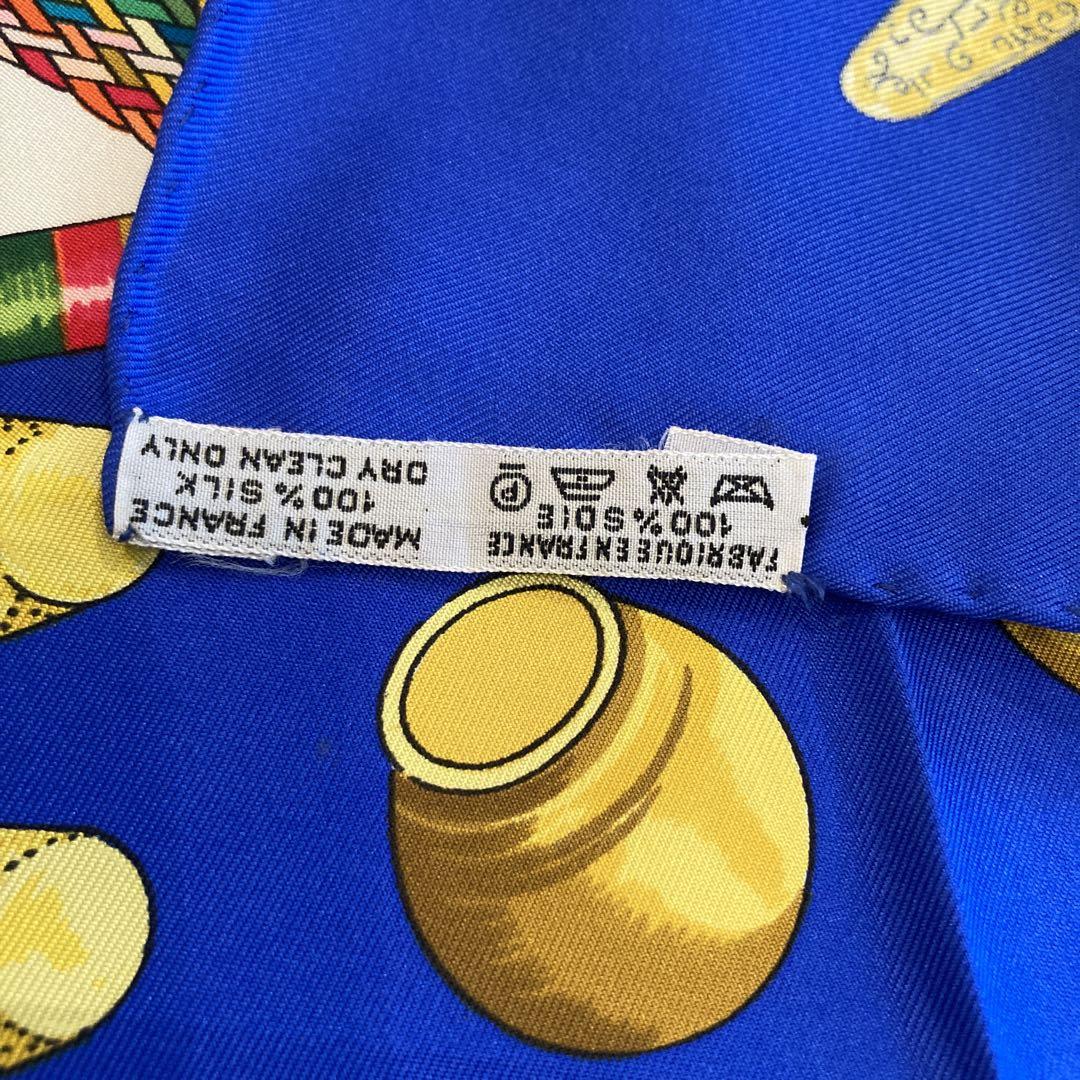 FABRIQUE EN FRANCE
100% SOIE
P
MADE IN FRANCE
100% SILK
DRY CLEAN ONLY